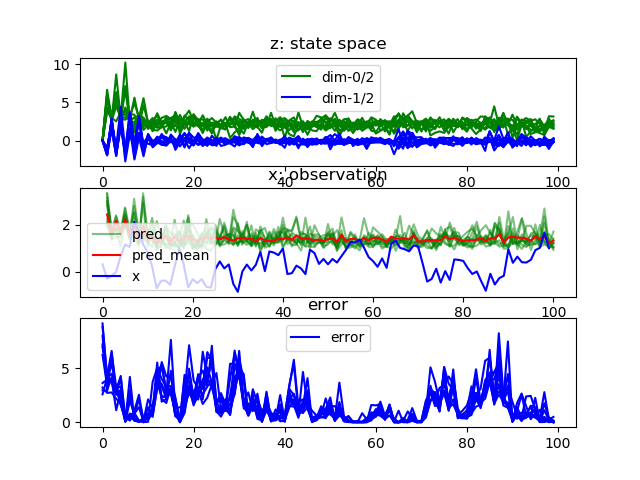 z: state space
10
5
0
dim-0/2
dim-1/2
0 20 40 60 80 100
x: observation
2
0
pred
pred_mean
x
0 20 40 60 80 100
error
5
0
error
0 20 40 60 80 100